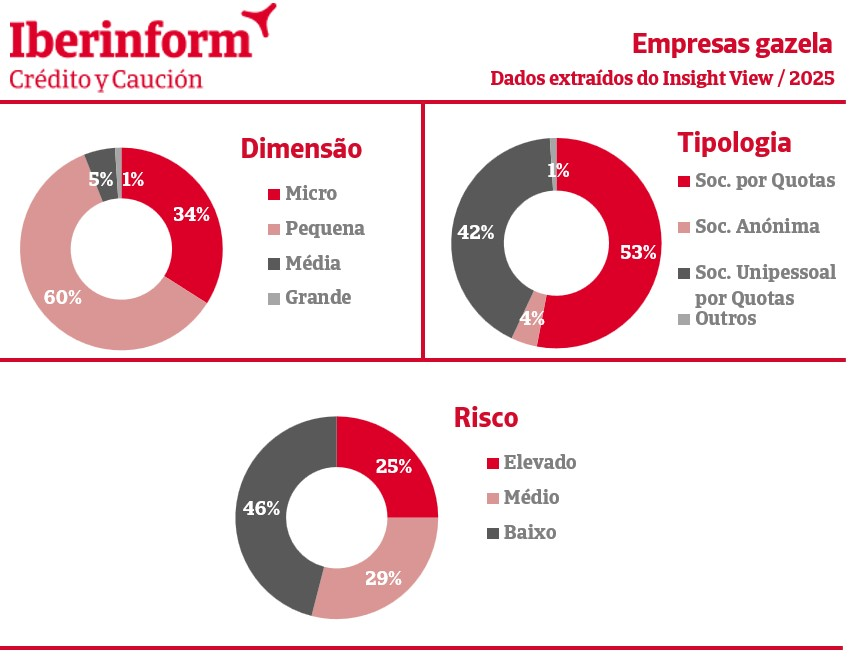 Iberinform
Crédito y Caución
Empresas gazela
Dados extraídos do Insight View / 2025
Dimensão
Micro
Pequena
Média
Grande
34%
60%
5%
1%
Tipologia
Soc. por Quotas
Soc. Anónima
Soc. Unipessoal
por Quotas
Outros
53%
4%
42%
1%
Risco
Elevado
Médio
Baixo
25%
29%
46%